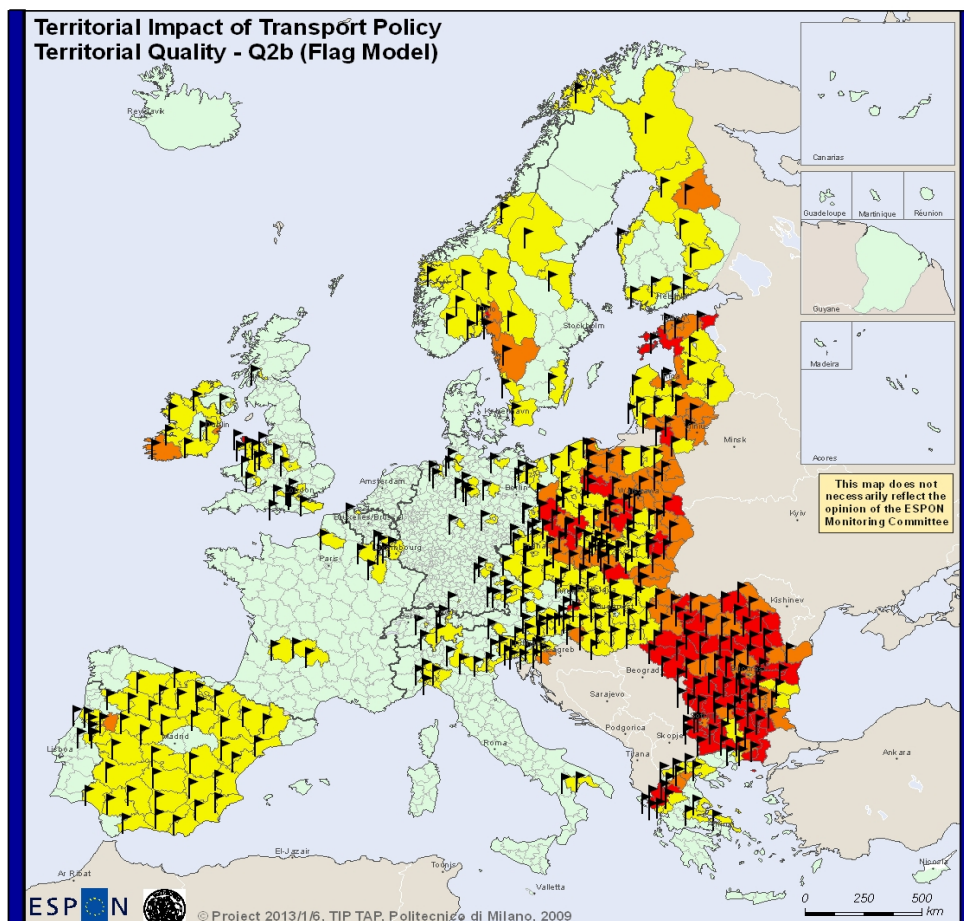 Territorial Impact of Transport Policy
Territorial Quality - Q2b (Flag Model)
Reykjavik
Canarias
Guadeloupe
Martinique
Réunion
Guyane
Madeira
Acores
This map does not
necessarily reflect the
opinion of the ESPON
Monitoring Committee
Stockholm
Minsk
Amsterdam
Berlin
Kyiv
Paris
Kishinev
Beograd
Sarajevo
Podgorica
Skopje
Tirana
Roma
Madrid
Lisboa
Ankara
El-Jazair
Tounis
Ar Ribat
Valletta
Nicosia
ESPON
© Project 2013/1/6, TIP TAP, Politecnico di Milano, 2009
0 250 500
km